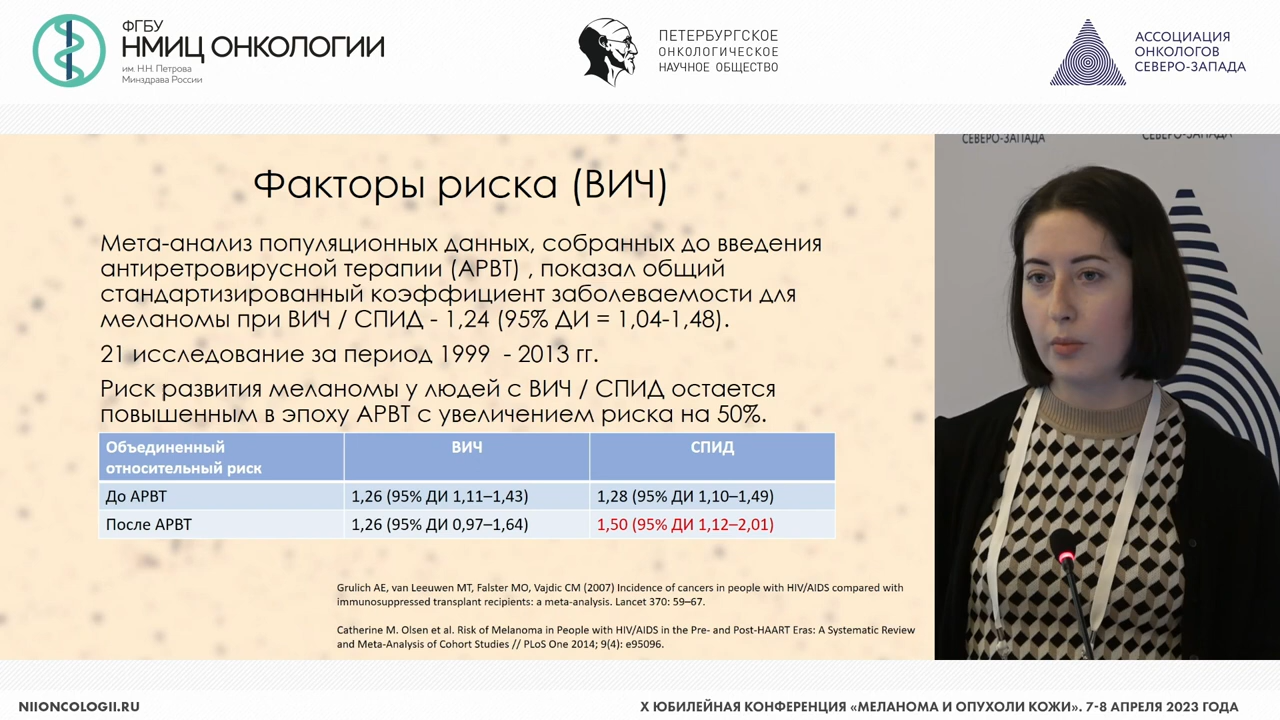 ФГБУ
НМИЦ ОНКОЛОГИИ
им. Н.Н. Петрова
Минздрава России
ПЕТЕРБУРГСКОЕ
ОНКОЛОГИЧЕСКОЕ
НАУЧНОЕ ОБЩЕСТВО
АССОЦИАЦИЯ
ОНКОЛОГОВ
СЕВЕРО-ЗАПАДА
СЕВЕРО-ЗАПАДА
СЕВЕРО-ЗАПАДА
Факторы риска (ВИЧ)
Мета-анализ популяционных данных, собранных до введения
антиретровирусной терапии (АРВТ) , показал общий
стандартизированный коэффициент заболеваемости для
меланомы при ВИЧ / СПИД - 1,24 (95% ДИ = 1,04-1,48).
21 исследование за период 1999 - 2013 гг.
Риск развития меланомы у людей с ВИЧ / СПИД остается
повышенным в эпоху АРВТ с увеличением риска на 50%.
Объединенный
относительный риск
ВИЧ
СПИД
До АРВТ
1,26 (95% ДИ 1,11–1,43)
1,28 (95% ДИ 1,10–1,49)
После АРВТ
1,26 (95% ДИ 0,97–1,64)
1,50 (95% ДИ 1,12–2,01)
Grulich AE, van Leeuwen MT, Falster MO, Vajdic CM (2007) Incidence of cancers in people with HIV/AIDS compared with
immunosuppressed transplant recipients: a meta-analysis. Lancet 370: 59–67.
Catherine M. Olsen et al. Risk of Melanoma in People with HIV/AIDS in the Pre- and Post-HAART Eras: A Systematic Review
and Meta-Analysis of Cohort Studies // PLoS One 2014; 9(4): e95096.
NIIONCOLOGII.RU
X ЮБИЛЕЙНАЯ КОНФЕРЕНЦИЯ «МЕЛАНОМА И ОПУХОЛИ КОЖИ». 7-8 АПРЕЛЯ 2023 ГОДА